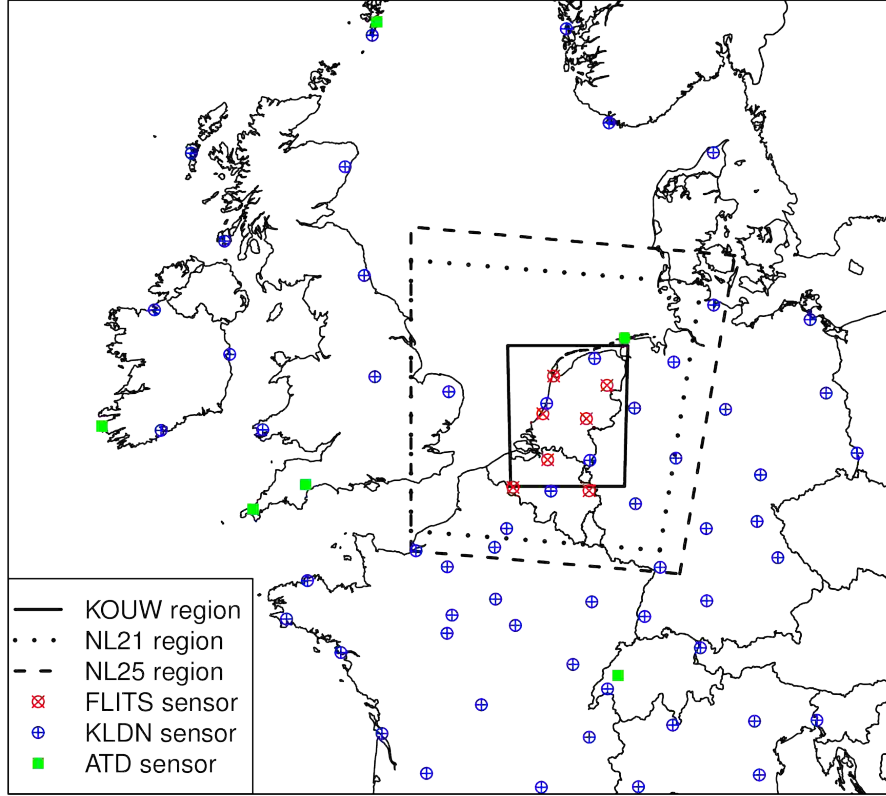 KOUW region
NL21 region
NL25 region
FLITS sensor
KLDN sensor
ATD sensor